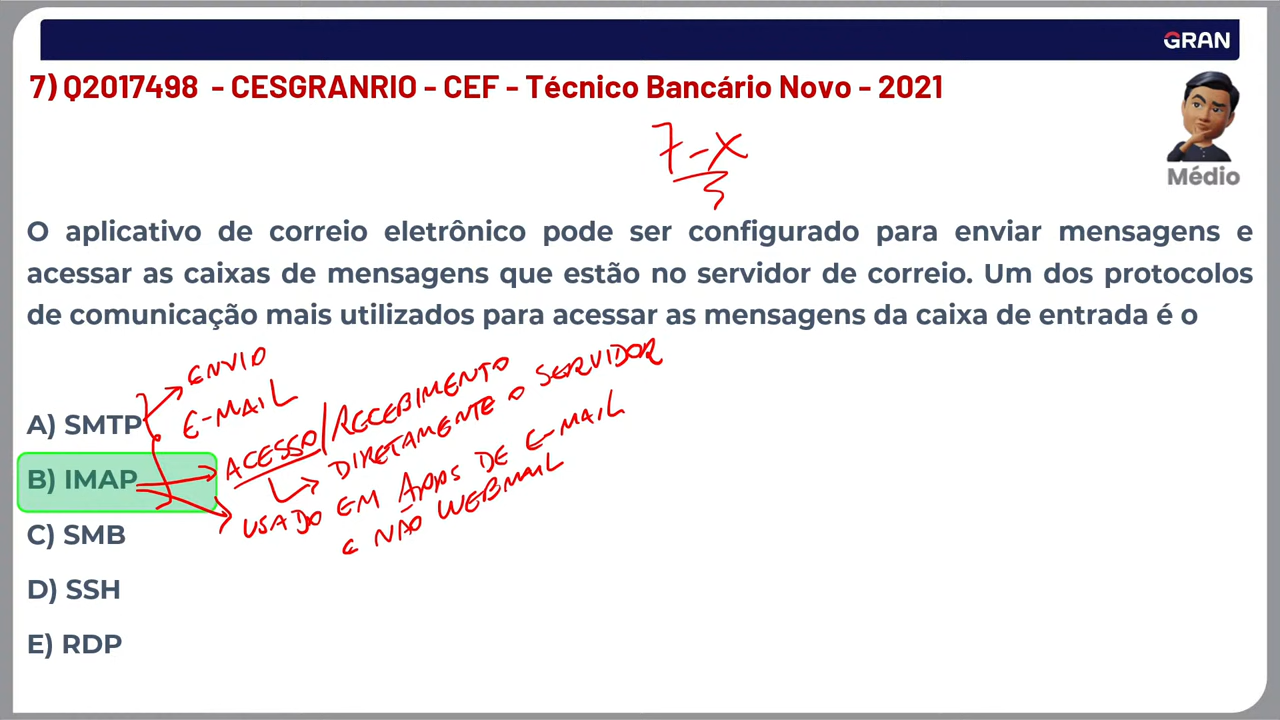 GRAN
7) Q2017498 - CESGRANRIO - CEF - Técnico Bancário Novo - 2021
7-X
Médio
O aplicativo de correio eletrônico pode ser configurado para enviar mensagens e
acessar as caixas de mensagens que estão no servidor de correio. Um dos protocolos
de comunicação mais utilizados para acessar as mensagens da caixa de entrada é o
ENVIO
E-MAIL
A) SMTP
ACESSO/RECEBIMENTO
DIRETAMENTE O SERVIDOR
B) IMAP
USADO EM APPS DE E-MAIL
E NÃO WEBMAIL
C) SMB
D) SSH
E) RDP